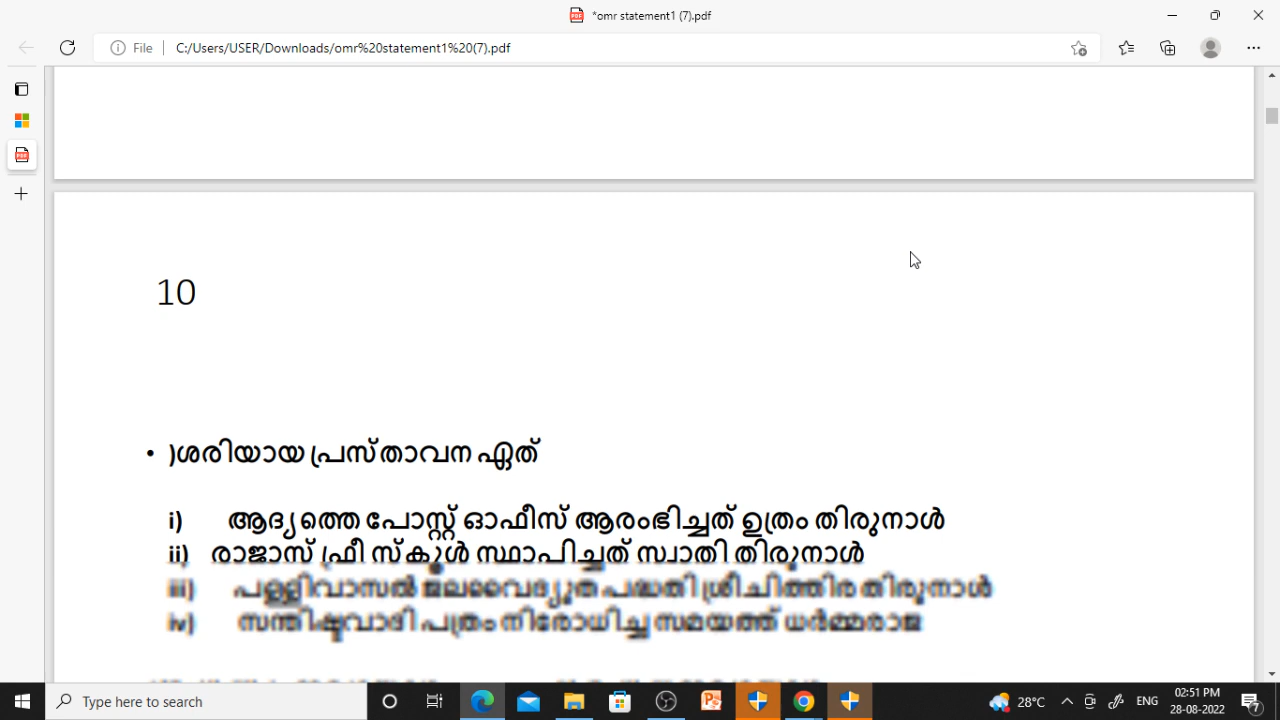 *omr statement1 (7).pdf
File
C:/Users/USER/Downloads/omr%20statement1%20(7).pdf
10
• )ശരിയായ പ്രസ്താവന ഏത്
i) ആദ്യത്തെ പോസ്റ്റ് ഓഫീസ് ആരംഭിച്ചത് ഉത്രം തിരുനാൾ
ii) രാജാസ് ഫ്രീ സ്കൂൾ സ്ഥാപിച്ചത് സ്വാതി തിരുനാൾ
iii) പള്ളിവാസൽ ജലവൈദ്യുത പദ്ധതി ശ്രീചിത്തിര തിരുനാൾ
iv) സന്തിഷ്ടവാദി പത്രം നിരോധിച്ച സമയത്ത് ധർമ്മരാജ
Type here to search
28°C
ENG
02:51 PM
28-08-2022
7